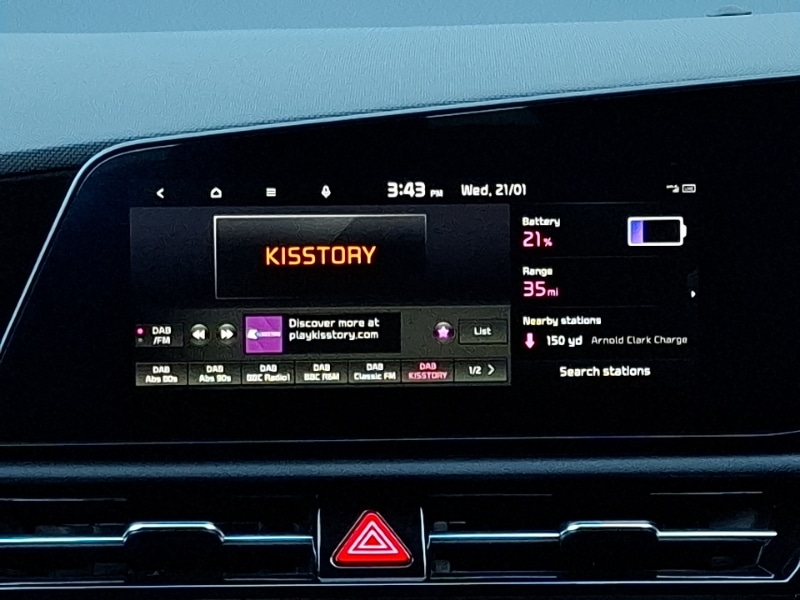 3:43 PM Wed, 21/01
KISSTORY
Battery
21%
Range
35mi
Nearby stations
150 yd Arnold Clark Charge
Search stations
DAB
/FM
KISSTORY
Discover more at
playkisstory.com
List
DAB
Abs 80s
DAB
Abs 90s
DAB
BBC Radio1
DAB
BBC R6M
DAB
Classic FM
DAB
KISSTORY
1/2